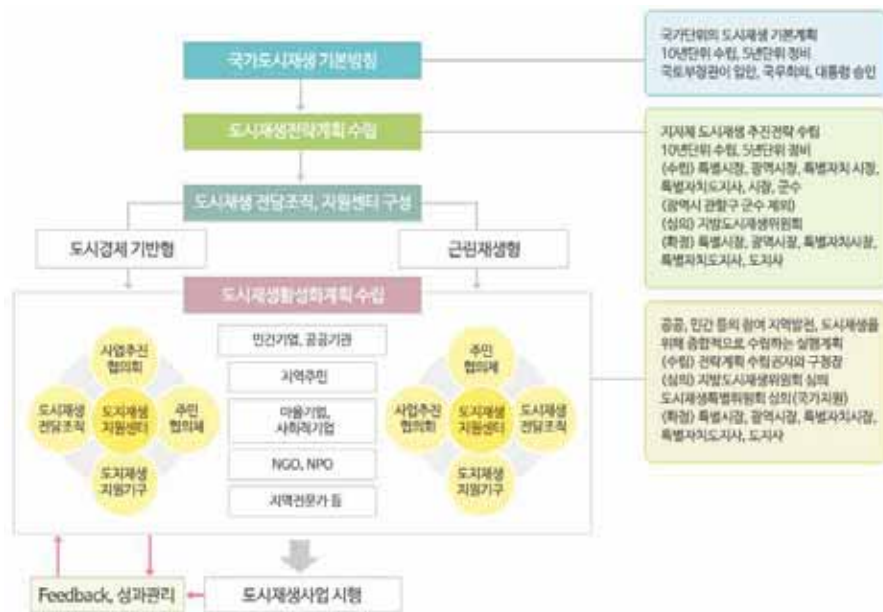 국가도시재생 기본방침
국가단위의 도시재생 기본계획
10년단위 수립, 5년단위 정비
국토부장관이 입안, 국무회의, 대통령 승인
도시재생전략계획 수립
지자체 도시재생 추진전략 수립
10년단위 수립, 5년단위 정비
(수립) 특별시장, 광역시장, 특별자치 시장,
특별자치도지사, 시장, 군수
(광역시 관할구 군수 제외)
(심의) 지방도시재생위원회
(확정) 특별시장, 광역시장, 특별자치시장,
특별자치도지사, 도지사
도시재생 전담조직, 지원센터 구성
도시경제 기반형
근린재생형
도시재생활성화계획 수립
공공, 민간 등의 참여 지역발전, 도시재생을
위해 종합적으로 수립하는 실행계획
(수립) 전략계획 수립권자와 구청장
(심의) 지방도시재생위원회 심의
도시재생특별위원회 심의(국가지원)
(확정) 특별시장, 광역시장, 특별자치시장,
특별자치도지사, 도지사
사업추진
협의회
도시재생
전담조직
도지재생
지원센터
주민
협의체
도지재생
지원기구
민간기업, 공공기관
지역주민
마을기업,
사회적기업
NGO, NPO
지역전문가 등
주민
협의체
사업추진
협의회
도지재생
지원센터
도시재생
전담조직
도지재생
지원기구
Feedback, 성과관리
도시재생사업 시행